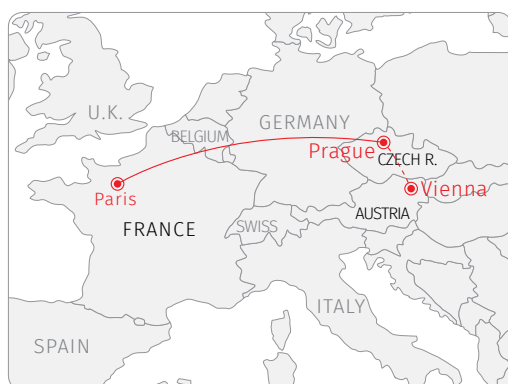 U.K.
GERMANY
BELGIUM
Prague
CZECH R.
Paris
Vienna
AUSTRIA
FRANCE
SWISS
ITALY
SPAIN